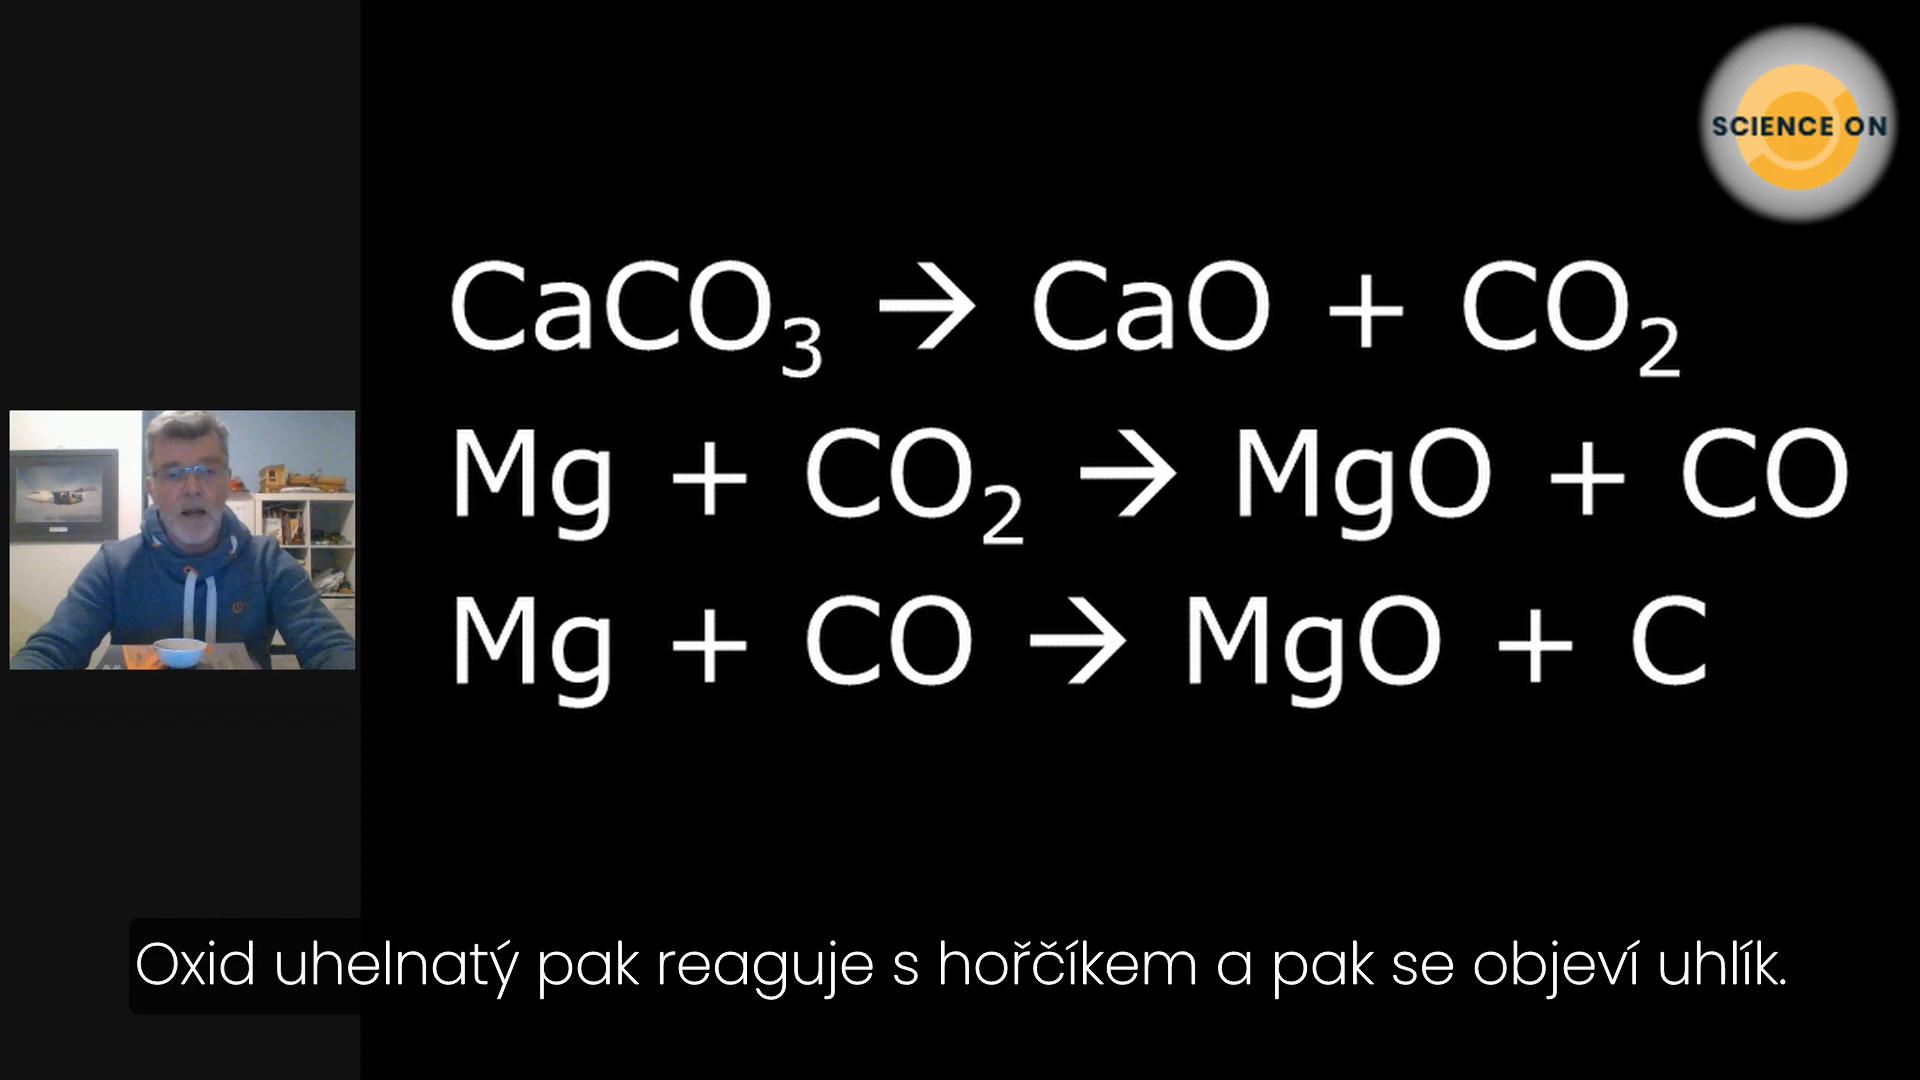 SCIENCE ON
CaCO₃ → CaO + CO₂
Mg + CO₂ → MgO + CO
Mg + CO → MgO + C
Oxid uhelnatý pak reaguje s hořčíkem a pak se objeví uhlík.